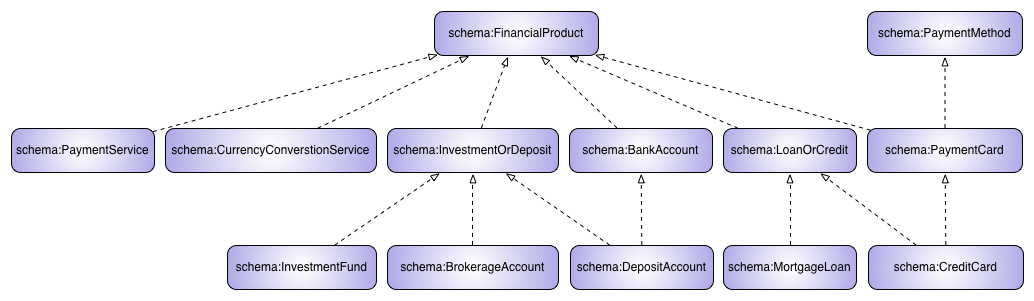 schema:FinancialProduct
schema:PaymentMethod
schema:PaymentService
schema:CurrencyConverstionService
schema:InvestmentOrDeposit
schema:BankAccount
schema:LoanOrCredit
schema:PaymentCard
schema:InvestmentFund
schema:BrokerageAccount
schema:DepositAccount
schema:MortgageLoan
schema:CreditCard